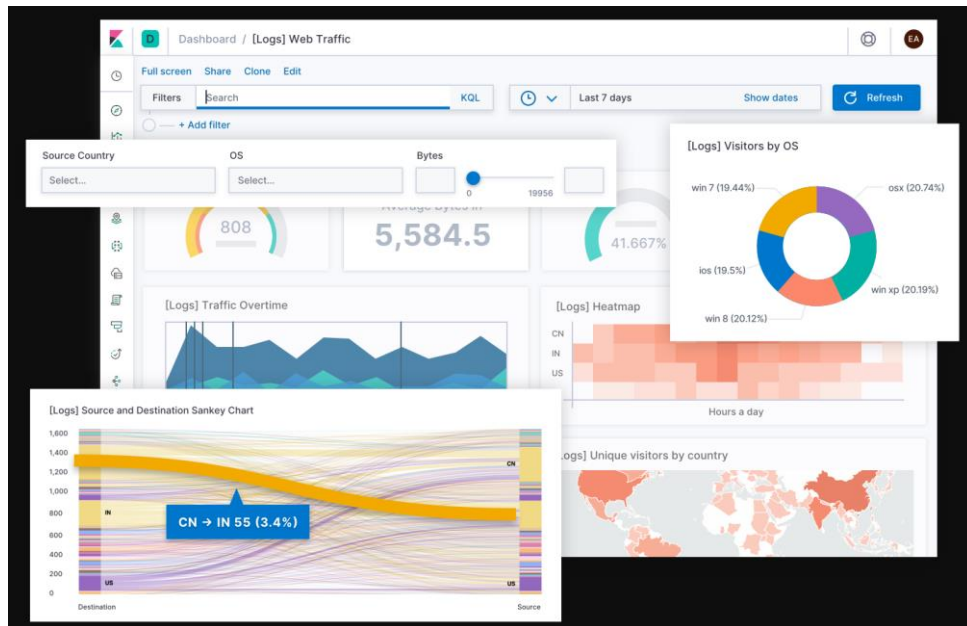 D Dashboard / [Logs] Web Traffic EA
Full screen Share Clone Edit
Filters Search KQL Last 7 days Show dates Refresh
+ Add filter
Source Country OS Bytes
Select... Select... 0 19956
[Logs] Visitors by OS
win 7 (19.44%) osx (20.74%)
ios (19.5%) win xp (20.19%)
win 8 (20.12%)
808 Average Bytes in 5,584.5 41.667%
[Logs] Traffic Overtime
[Logs] Heatmap
CN
IN
US
Hours a day
[Logs] Source and Destination Sankey Chart
1,600
1,400
1,200
1,000
800
600
400
200
0
CN
IN
US
US
CN → IN 55 (3.4%)
Destination Source
Logs] Unique visitors by country